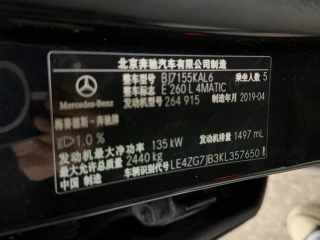 北京奔驰汽车有限公司制造
Mercedes-Benz
梅赛德斯-奔驰牌
整车型号 BJ7155KAL6 乘坐人数 5
整车型号 E 260 L 4MATIC
发动机型号 264 915 制造年月 2019-04
1.0 %
发动机最大净功率 135 kW 发动机排量 1497 mL
最大允许总质量 2440 kg
中国 制造 车辆识别代号 LE4ZG7JB3KL357650